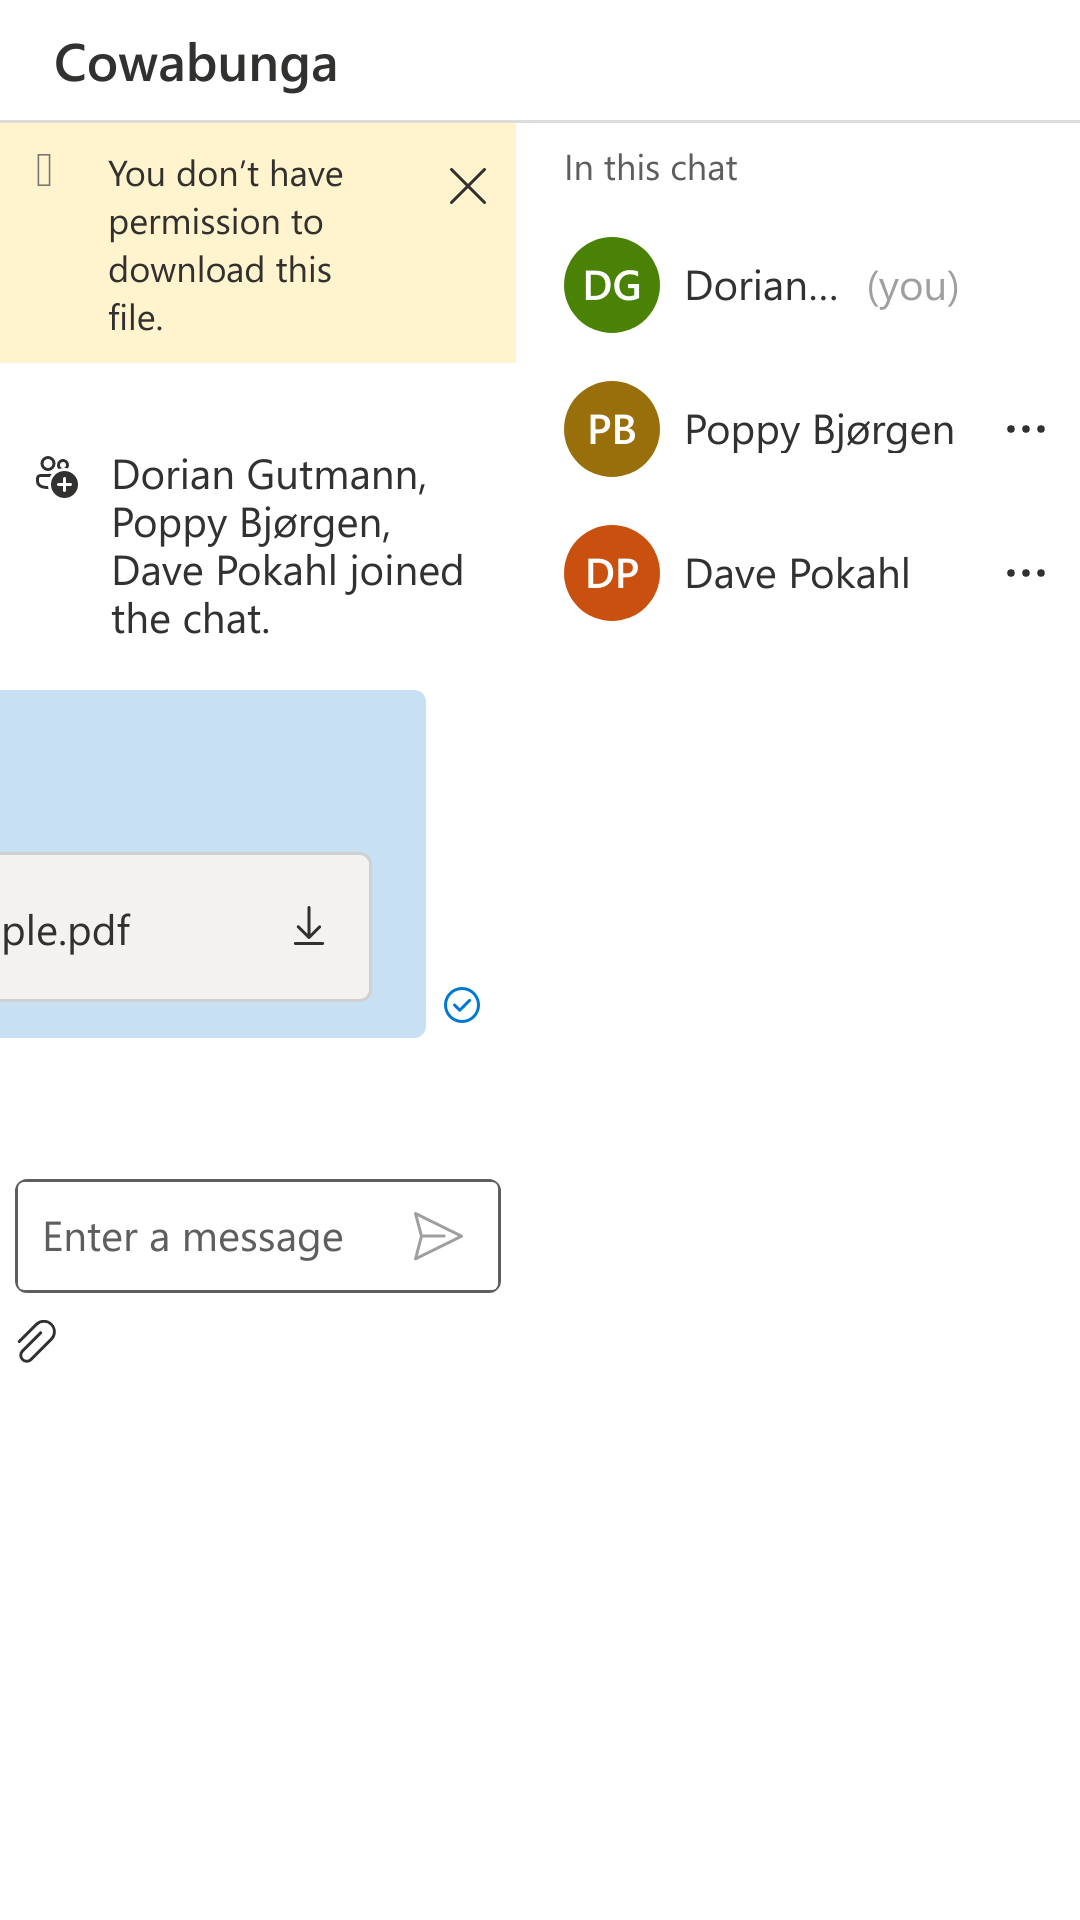 Cowabunga
You don’t have
permission to
download this
file.
Dorian Gutmann,
Poppy Bjørgen,
Dave Pokahl joined
the chat.
ple.pdf
Enter a message
In this chat
DG Dorian... (you)
PB Poppy Bjørgen
DP Dave Pokahl